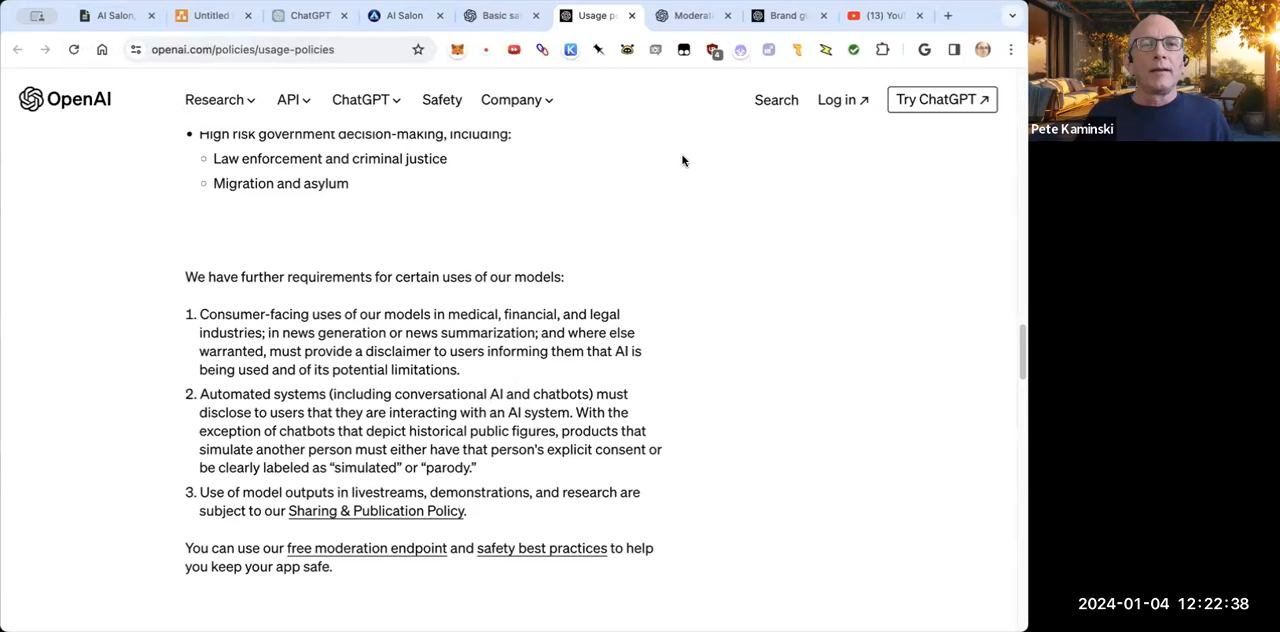 AI Salon,
Untitled
ChatGPT
AI Salon
Basic sa
Usage p
Moderat
Brand g
(13) You
openai.com/policies/usage-policies
4
OpenAI
Research
API
ChatGPT
Safety
Company
Search
Log in ↗
Try ChatGPT ↗
Pete Kaminski
• High risk government decision-making, including:
○ Law enforcement and criminal justice
○ Migration and asylum
We have further requirements for certain uses of our models:
1. Consumer-facing uses of our models in medical, financial, and legal
industries; in news generation or news summarization; and where else
warranted, must provide a disclaimer to users informing them that AI is
being used and of its potential limitations.
2. Automated systems (including conversational AI and chatbots) must
disclose to users that they are interacting with an AI system. With the
exception of chatbots that depict historical public figures, products that
simulate another person must either have that person's explicit consent or
be clearly labeled as “simulated” or “parody.”
3. Use of model outputs in livestreams, demonstrations, and research are
subject to our Sharing & Publication Policy.
You can use our free moderation endpoint and safety best practices to help
you keep your app safe.
2024-01-04 12:22:38